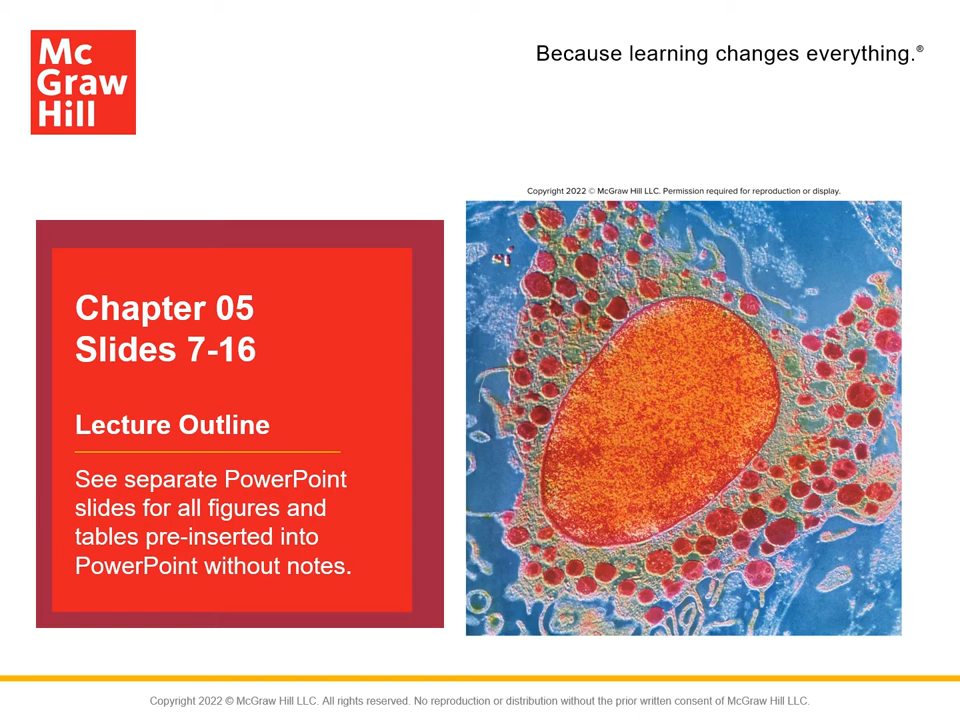 Mc
Graw
Hill
Because learning changes everything.®
Copyright 2022 © McGraw Hill LLC. Permission required for reproduction or display.
Chapter 05
Slides 7-16
Lecture Outline
See separate PowerPoint
slides for all figures and
tables pre-inserted into
PowerPoint without notes.
Copyright 2022 © McGraw Hill LLC. All rights reserved. No reproduction or distribution without the prior written consent of McGraw Hill LLC.